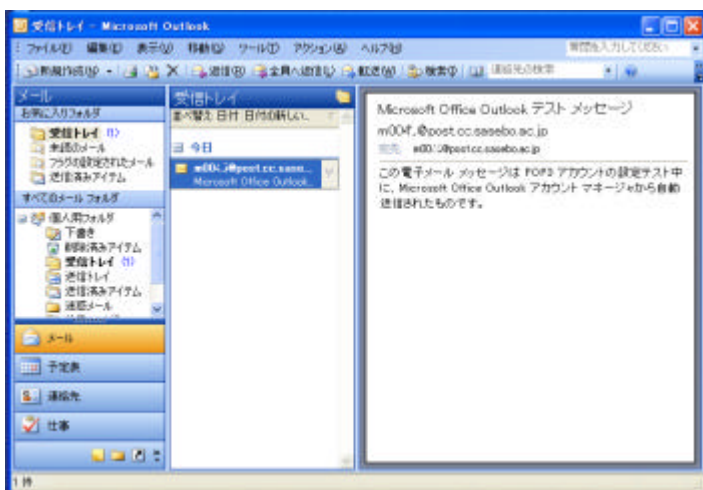 受信トレイ - Microsoft Outlook
ファイル(F) 編集(E) 表示(V) 移動(G) ツール(T) アクション(A) ヘルプ(H)
質問を入力してください
新規作成(N) 返信(R) 全員へ返信(L) 転送(W) 検索(I) 連絡先の検索
メール
お気に入りフォルダ
受信トレイ (1)
未読のメール
フラグの設定されたメール
送信済みアイテム
すべてのメール フォルダ
個人用フォルダ
下書き
削除済みアイテム
受信トレイ (1)
送信トレイ
送信済みアイテム
迷惑メール
メール
予定表
連絡先
仕事
1 件
受信トレイ
並べ替え: 日付 日付の新しい...
今日
Microsoft Office Outlook...
Microsoft Office Outlook テスト メッセージ
@post.cc.sasebo.ac.jp
宛先: @post.cc.sasebo.ac.jp
この電子メール メッセージは POP3 アカウントの設定テスト中
に、Microsoft Office Outlook アカウント マネージャから自動
送信されたものです。